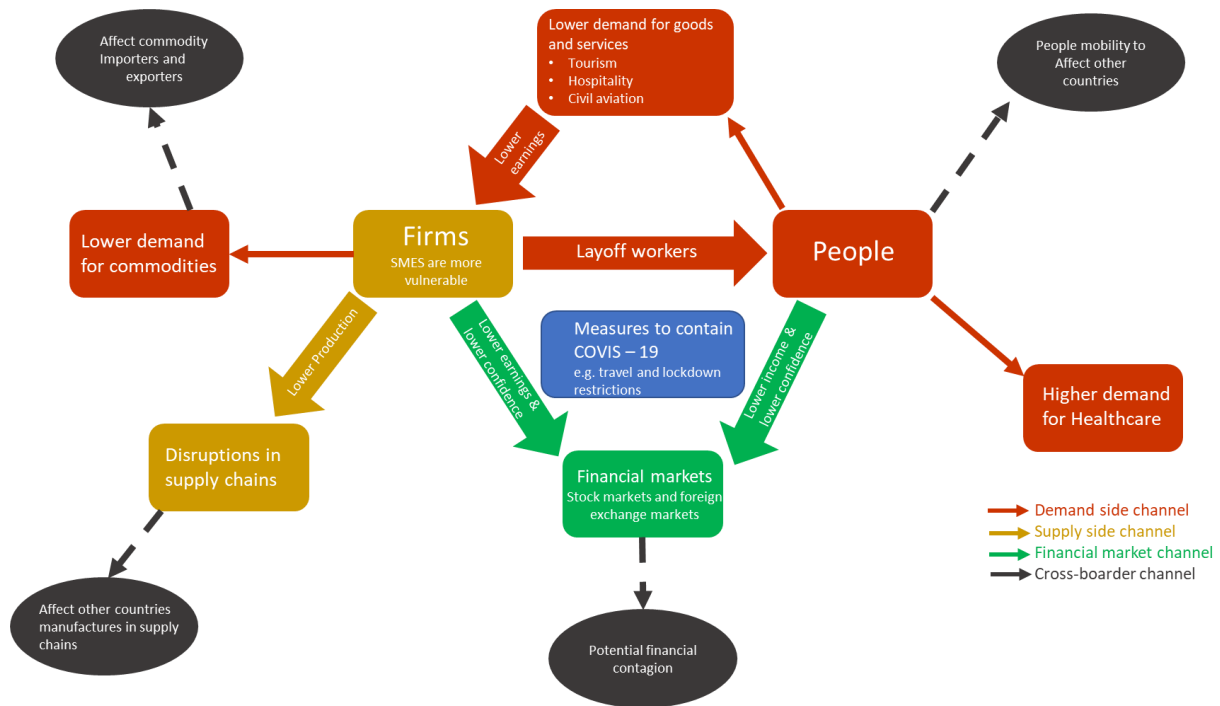 Affect commodity
Importers and
exporters
Lower demand for goods
and services
• Tourism
• Hospitality
• Civil aviation
People mobility to
Affect other
countries
Lower
earnings
Lower demand
for commodities
Firms
SMES are more
vulnerable
Layoff workers
People
Lower Production
Lower earnings &
lower confidence
Measures to contain
COVIS – 19
e.g. travel and lockdown
restrictions
Lower income &
lower confidence
Higher demand
for Healthcare
Disruptions in
supply chains
Financial markets
Stock markets and foreign
exchange markets
Demand side channel
Supply side channel
Financial market channel
Cross-boarder channel
Affect other countries
manufactures in supply
chains
Potential financial
contagion